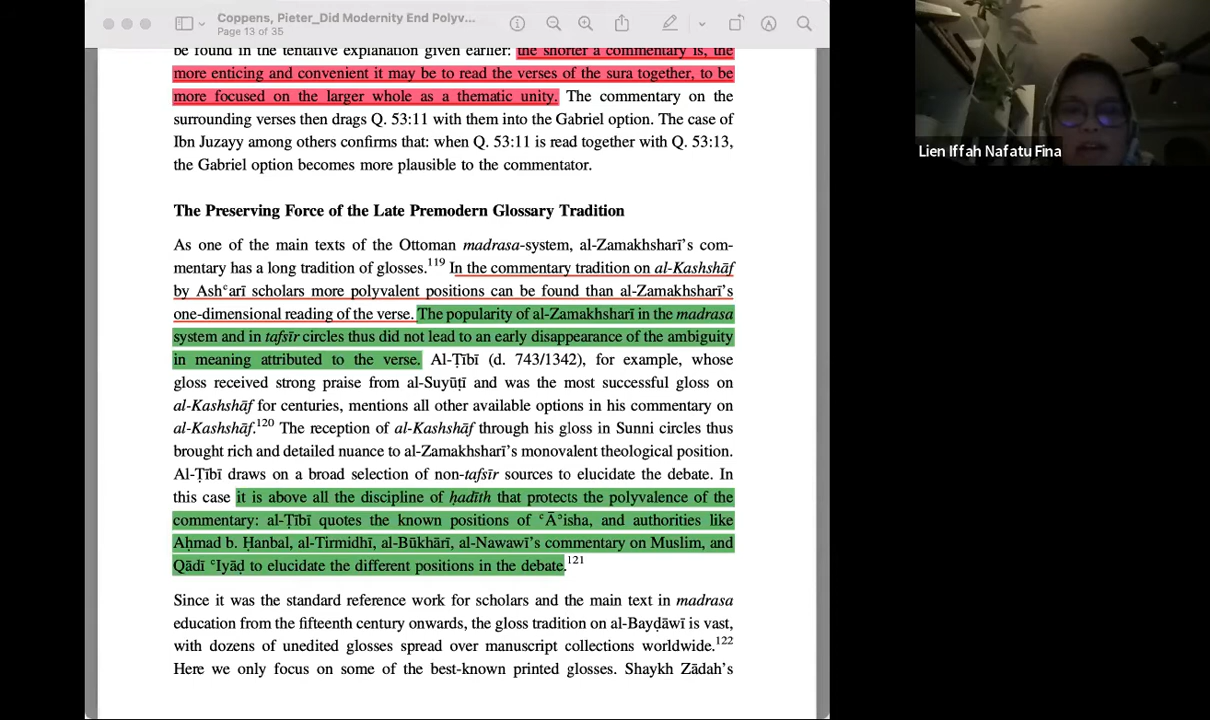 Coppens, Pieter_Did Modernity End Polyv...
Page 13 of 35
be found in the tentative explanation given earlier: the shorter a commentary is, the
more enticing and convenient it may be to read the verses of the sura together, to be
more focused on the larger whole as a thematic unity. The commentary on the
surrounding verses then drags Q. 53:11 with them into the Gabriel option. The case of
Ibn Juzayy among others confirms that: when Q. 53:11 is read together with Q. 53:13,
the Gabriel option becomes more plausible to the commentator.
The Preserving Force of the Late Premodern Glossary Tradition
As one of the main texts of the Ottoman madrasa-system, al-Zamakhsharī's com-
mentary has a long tradition of glosses.119 In the commentary tradition on al-Kashshāf
by Ashʿarī scholars more polyvalent positions can be found than al-Zamakhsharī's
one-dimensional reading of the verse. The popularity of al-Zamakhsharī in the madrasa
system and in tafsīr circles thus did not lead to an early disappearance of the ambiguity
in meaning attributed to the verse. Al-Ṭībī (d. 743/1342), for example, whose
gloss received strong praise from al-Suyūṭī and was the most successful gloss on
al-Kashshāf for centuries, mentions all other available options in his commentary on
al-Kashshāf.120 The reception of al-Kashshāf through his gloss in Sunni circles thus
brought rich and detailed nuance to al-Zamakhsharī's monovalent theological position.
Al-Ṭībī draws on a broad selection of non-tafsīr sources to elucidate the debate. In
this case it is above all the discipline of ḥadīth that protects the polyvalence of the
commentary: al-Ṭībī quotes the known positions of ʿĀʾisha, and authorities like
Aḥmad b. Ḥanbal, al-Tirmidhī, al-Būkhārī, al-Nawawī's commentary on Muslim, and
Qāḍī ʿIyāḍ to elucidate the different positions in the debate.121
Since it was the standard reference work for scholars and the main text in madrasa
education from the fifteenth century onwards, the gloss tradition on al-Bayḍāwī is vast,
with dozens of unedited glosses spread over manuscript collections worldwide.122
Here we only focus on some of the best-known printed glosses. Shaykh Zādah's
Lien Iffah Nafatu Fina